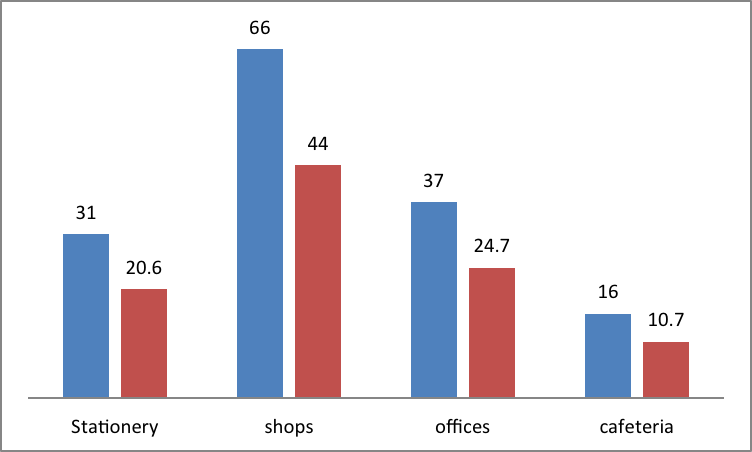 66
44
37
31
24.7
20.6
16
10.7
Stationery
shops
offices
cafeteria